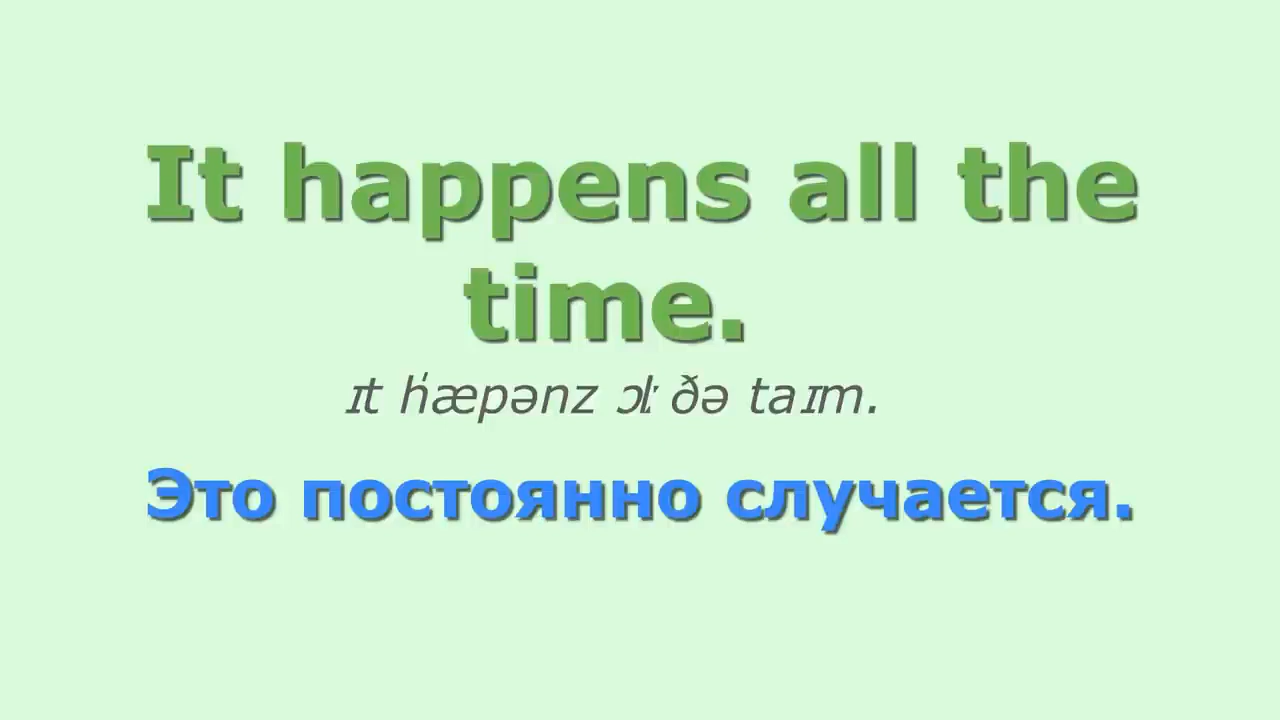 It happens all the
time.
ɪt ˈhæpənz ɔːl ðə taɪm.
Это постоянно случается.